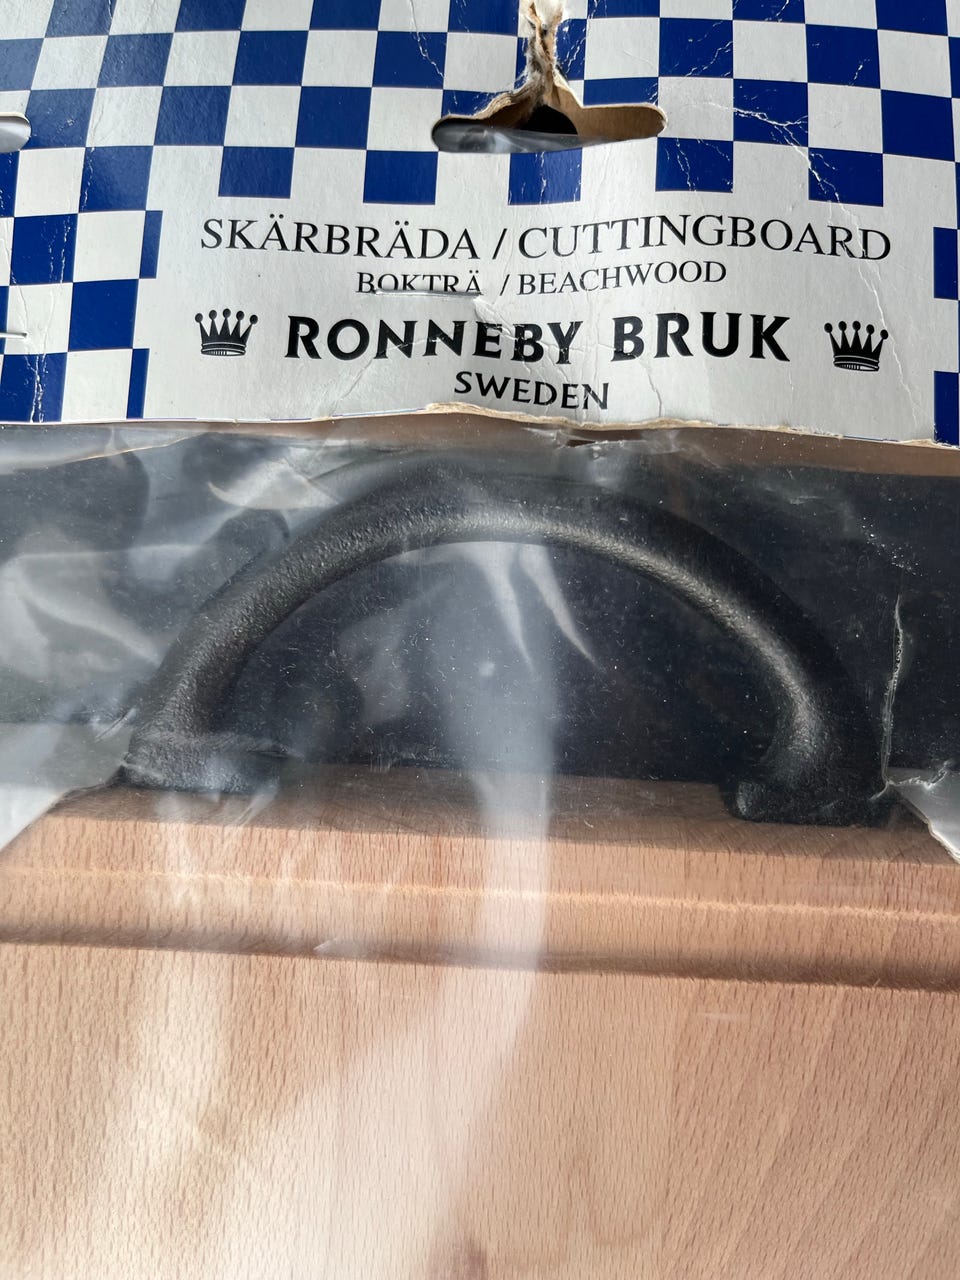 SKÄRBRÄDA / CUTTINGBOARD
BOKTRÄ / BEACHWOOD
RONNEBY BRUK
SWEDEN